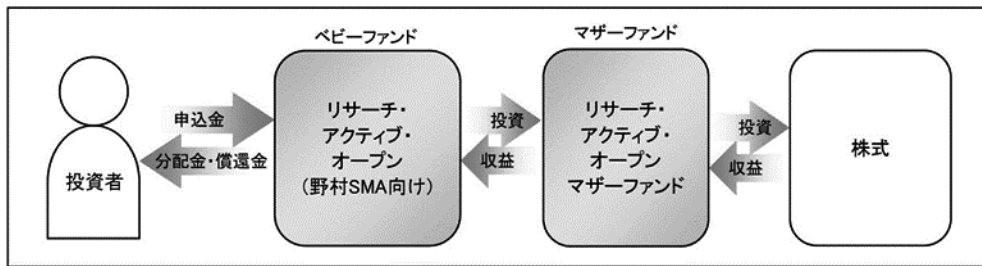 ベビーファンド
マザーファンド
申込金
分配金・償還金
投資者
リサーチ・
アクティブ・
オープン
(野村SMA向け)
投資
収益
リサーチ・
アクティブ・
オープン
マザーファンド
投資
収益
株式